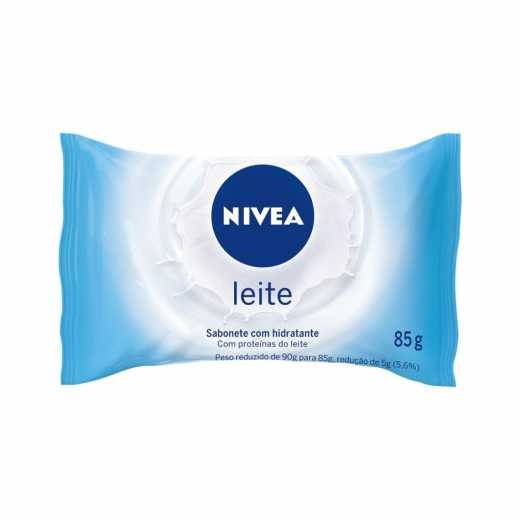 NIVEA
leite
Sabonete com hidratante
Com proteínas do leite
85 g
Peso reduzido de 90g para 85g, redução de 5g (5,6%)